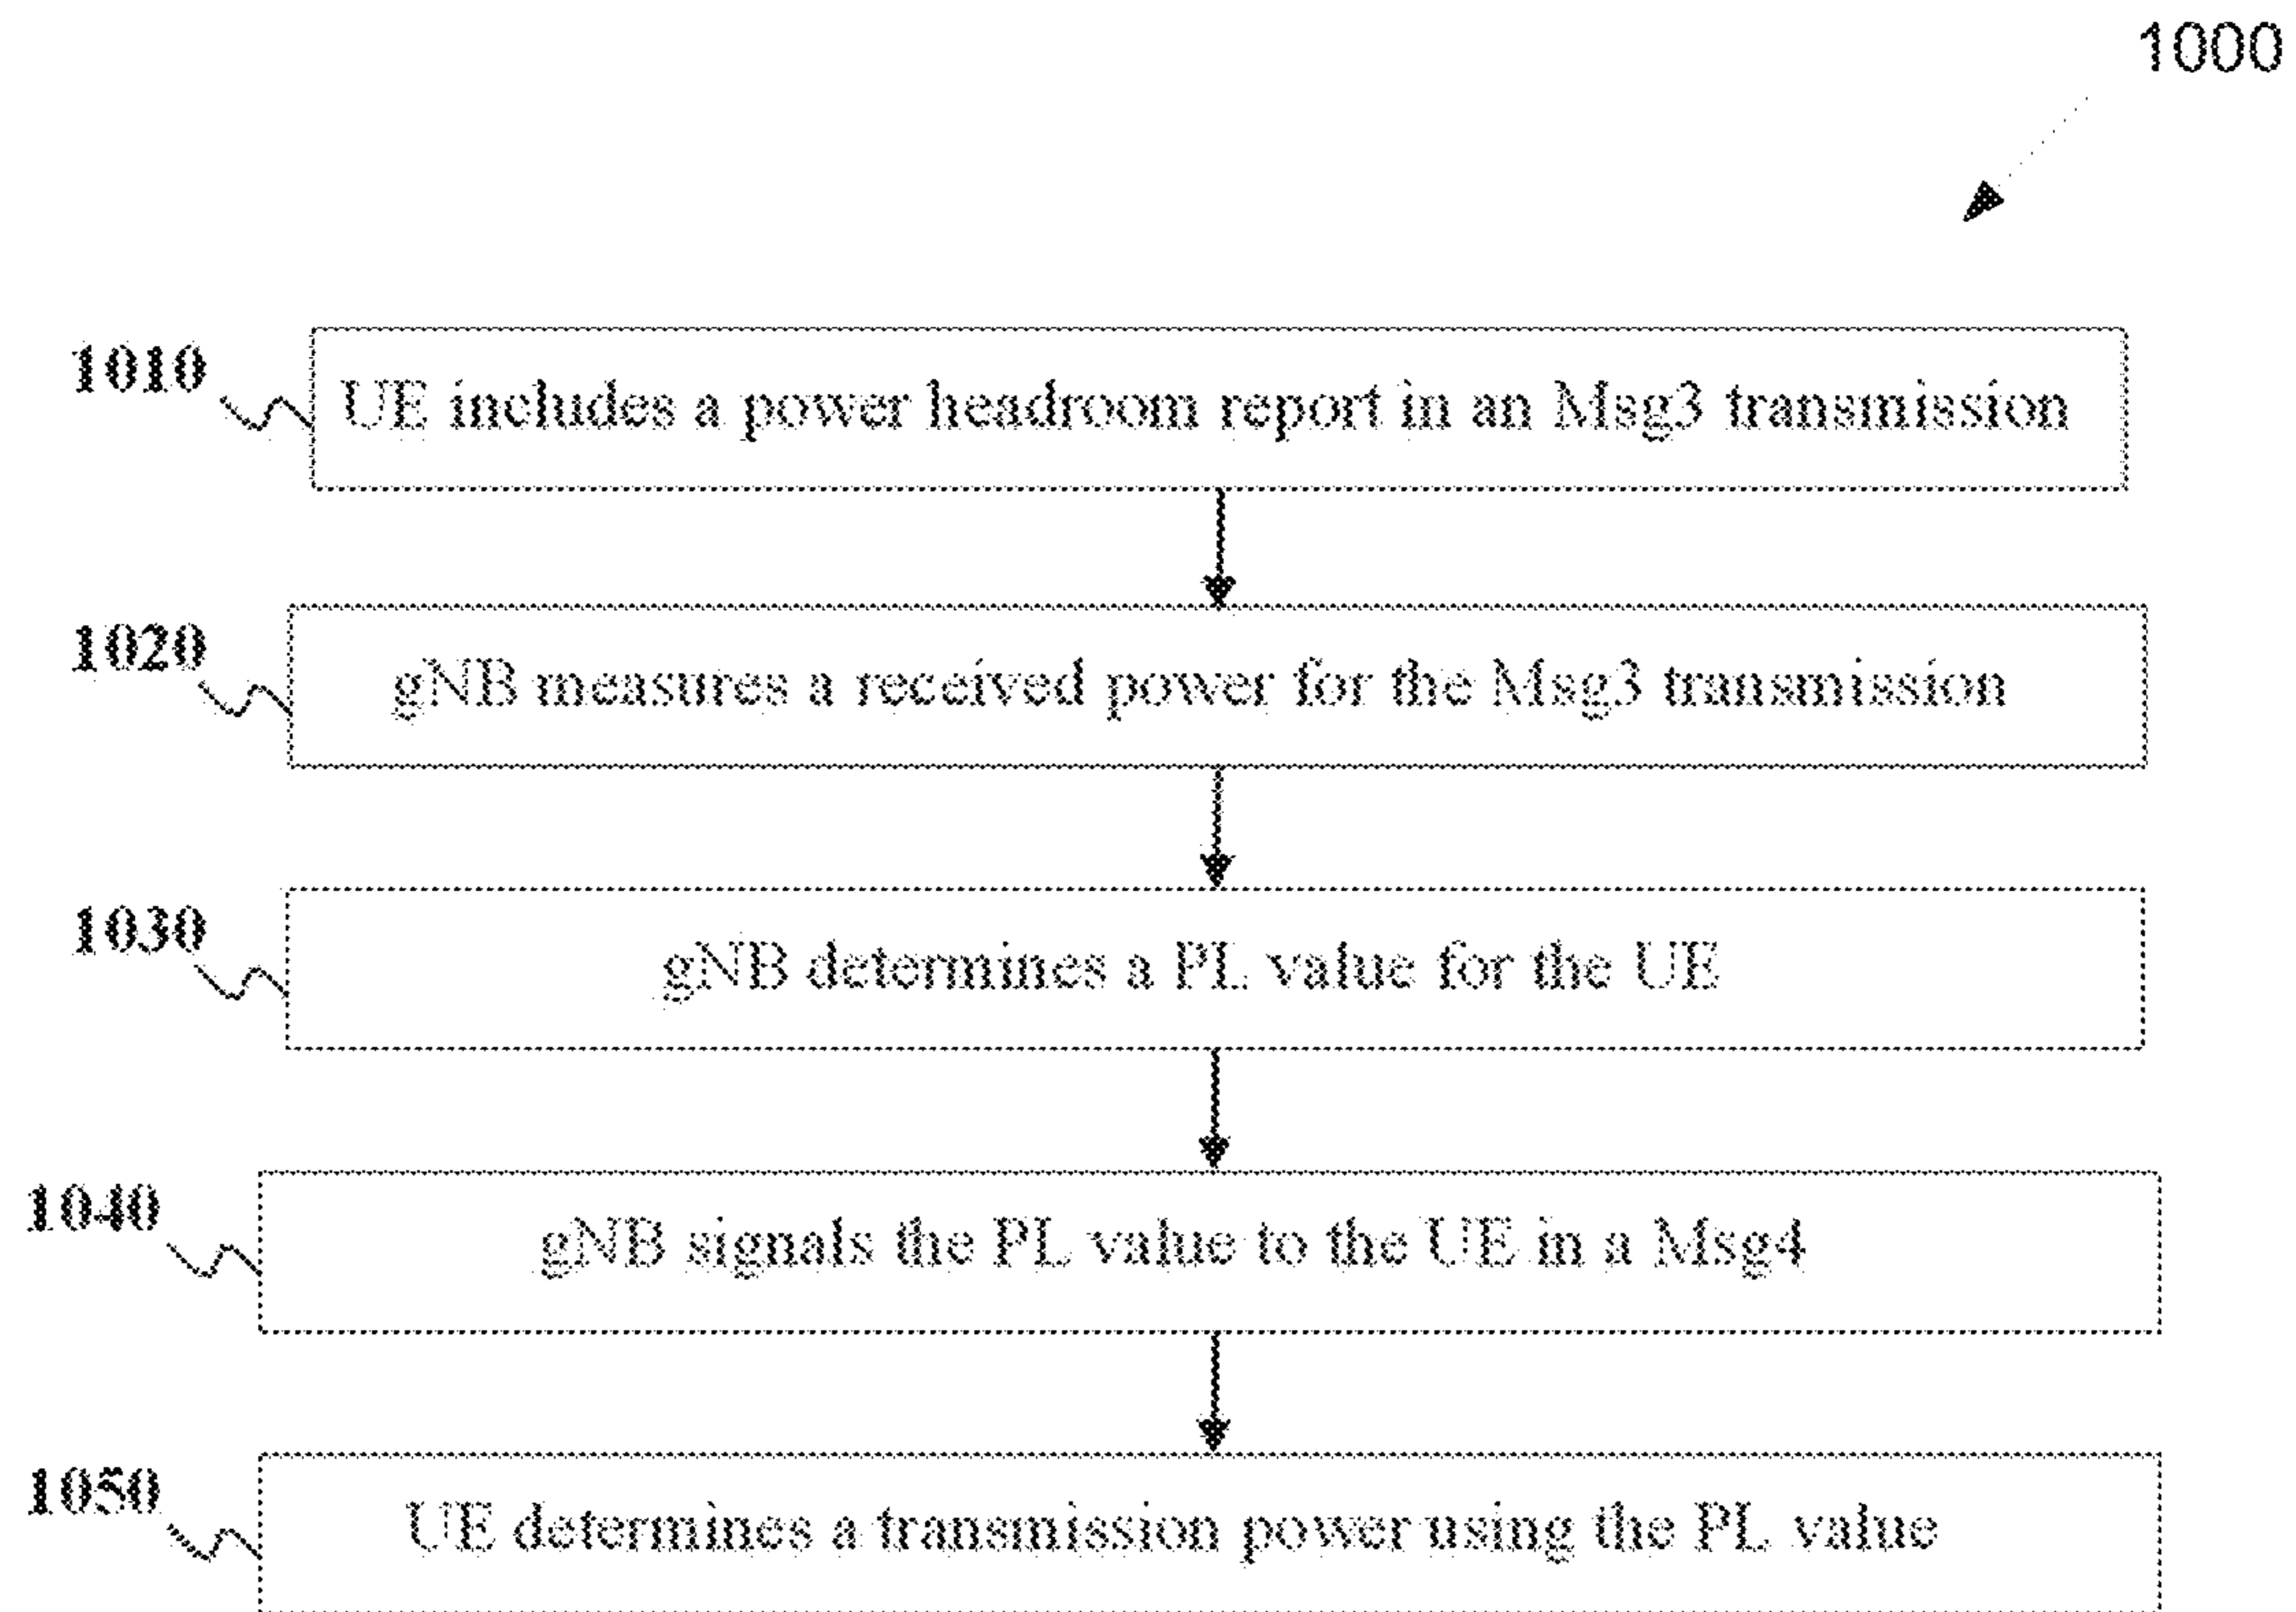 1000
1010
UE includes a power headroom report in an Msg3 transmission
1020
gNB measures a received power for the Msg3 transmission
1030
gNB determines a PL value for the UE
1040
gNB signals the PL value to the UE in a Msg4
1050
UE determines a transmission power using the PL value